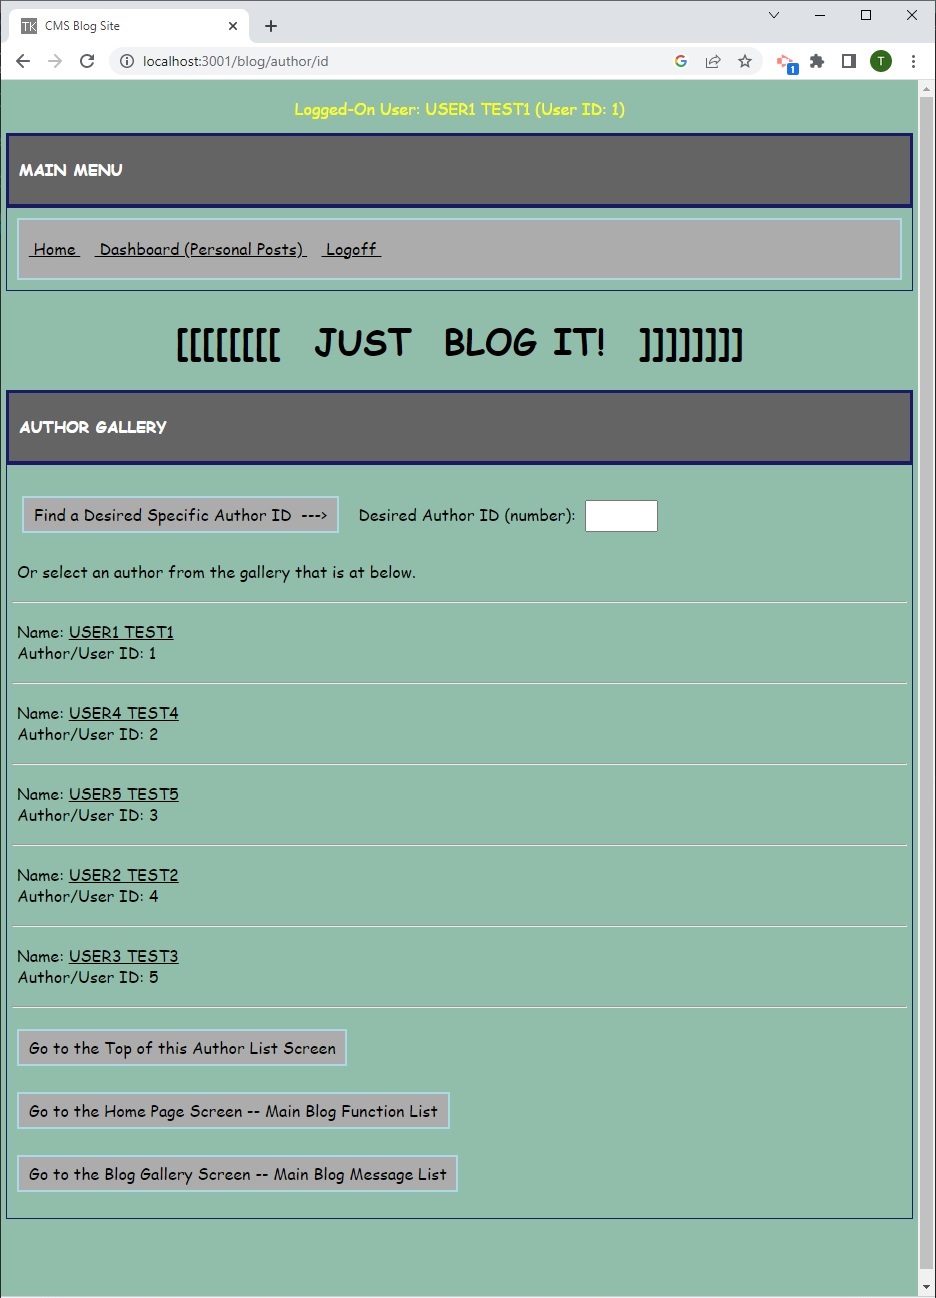 TK CMS Blog Site
localhost:3001/blog/author/id
1
T
Logged-On User: USER1 TEST1 (User ID: 1)
MAIN MENU
Home Dashboard (Personal Posts) Logoff
[[[[[[[[ JUST BLOG IT! ]]]]]]]]
AUTHOR GALLERY
Find a Desired Specific Author ID ---> Desired Author ID (number):
Or select an author from the gallery that is at below.
Name: USER1 TEST1
Author/User ID: 1
Name: USER4 TEST4
Author/User ID: 2
Name: USER5 TEST5
Author/User ID: 3
Name: USER2 TEST2
Author/User ID: 4
Name: USER3 TEST3
Author/User ID: 5
Go to the Top of this Author List Screen
Go to the Home Page Screen -- Main Blog Function List
Go to the Blog Gallery Screen -- Main Blog Message List